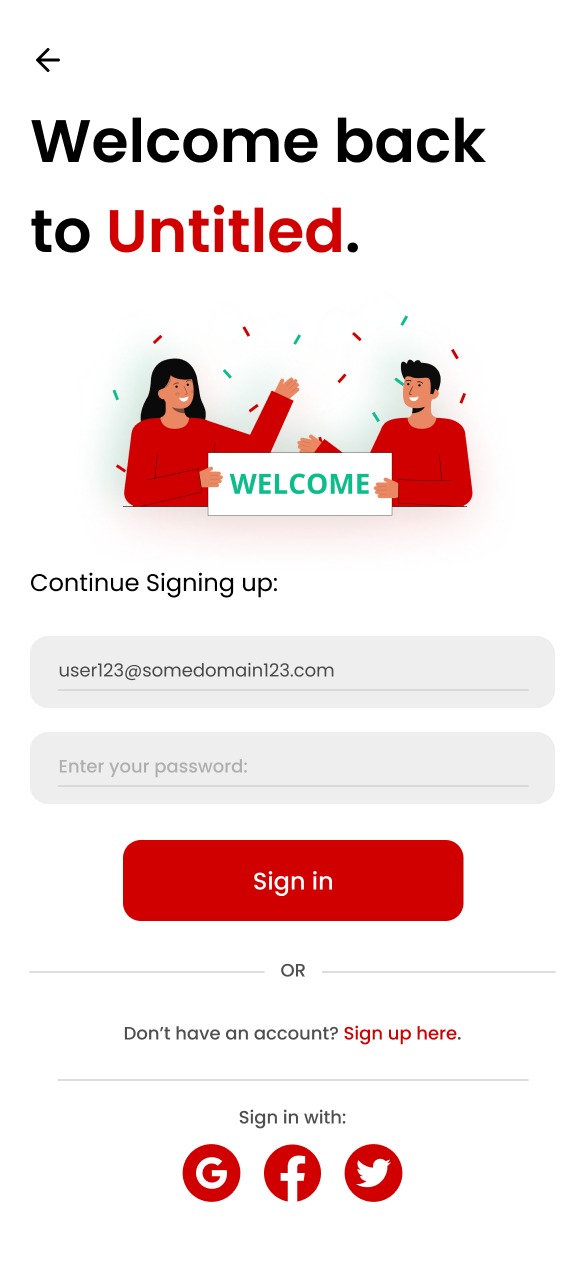 Welcome back
to Untitled.
WELCOME
Continue Signing up:
user123@somedomain123.com
Enter your password:
Sign in
OR
Don’t have an account? Sign up here.
Sign in with: